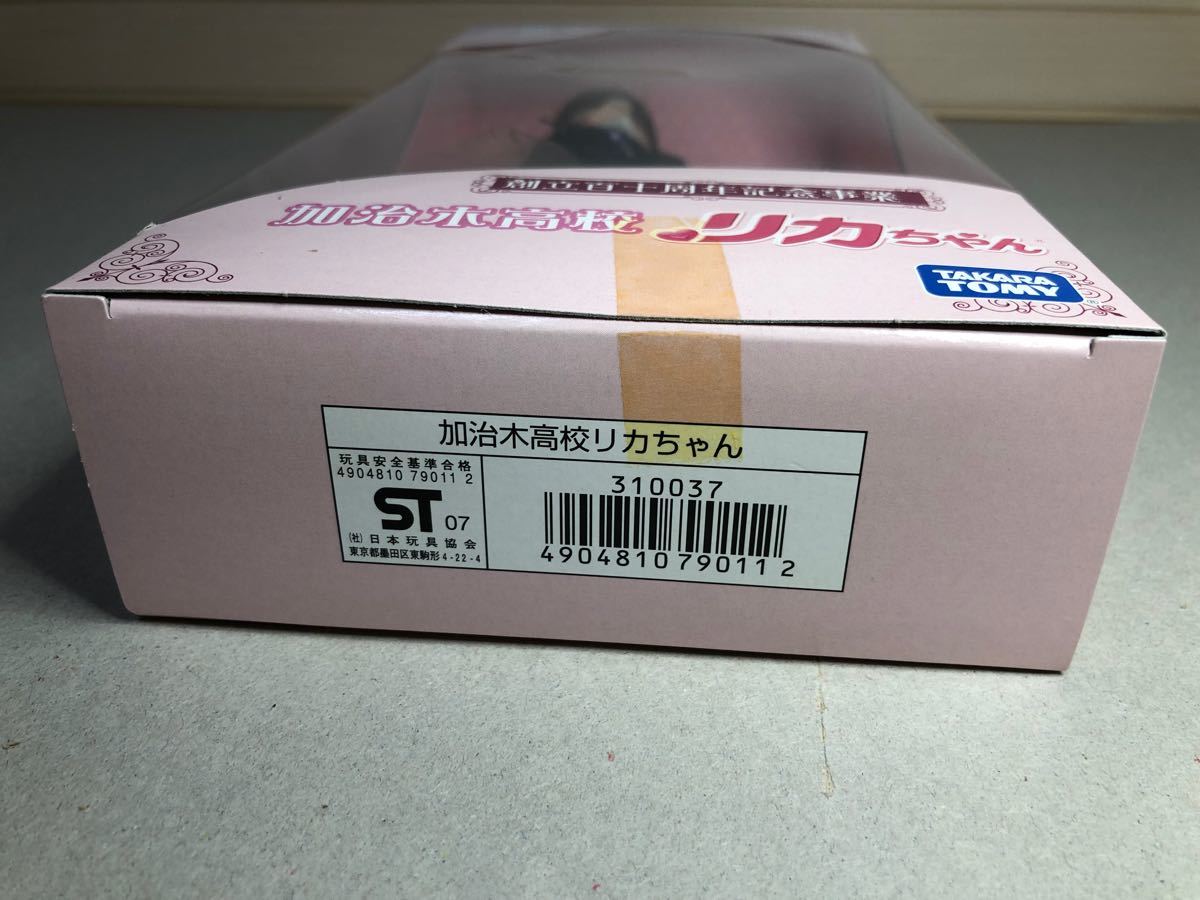 創立百十周年記念事業
加治木高校 リカちゃん
TAKARA
TOMY
加治木高校リカちゃん
玩具安全基準合格
4904810 79011 2
ST 07
(社)日本玩具協会
東京都墨田区東駒形4-22-4
310037
4904810 79011 2